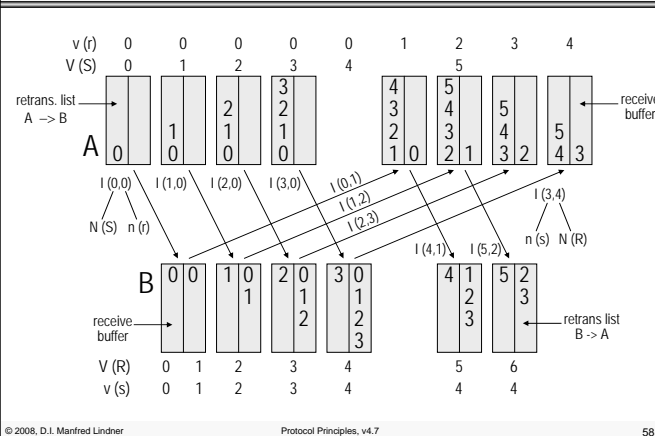 v (r) 0 0 0 0 0 1 2 3 4
V (S) 0 1 2 3 4 5
retrans. list
A –> B
receive
buffer
3 4 5
2 2 3 4 5
1 1 1 2 3 4 5
A 0 0 0 0 1 0 2 1 3 2 4 3
I (0,0) I (1,0) I (2,0) I (3,0) I (0,1) I (1,2) I (2,3) I (3,4)
N (S) n (r) n (s) N (R)
I (4,1) I (5,2)
B 0 0 1 0 2 0 3 0 4 1 5 2
1 1 1 2 3
2 2 3
3
receive
buffer
retrans list
B -> A
V (R) 0 1 2 3 4 5 6
v (s) 0 1 2 3 4 4 4
© 2008, D.I. Manfred Lindner Protocol Principles, v4.7 58